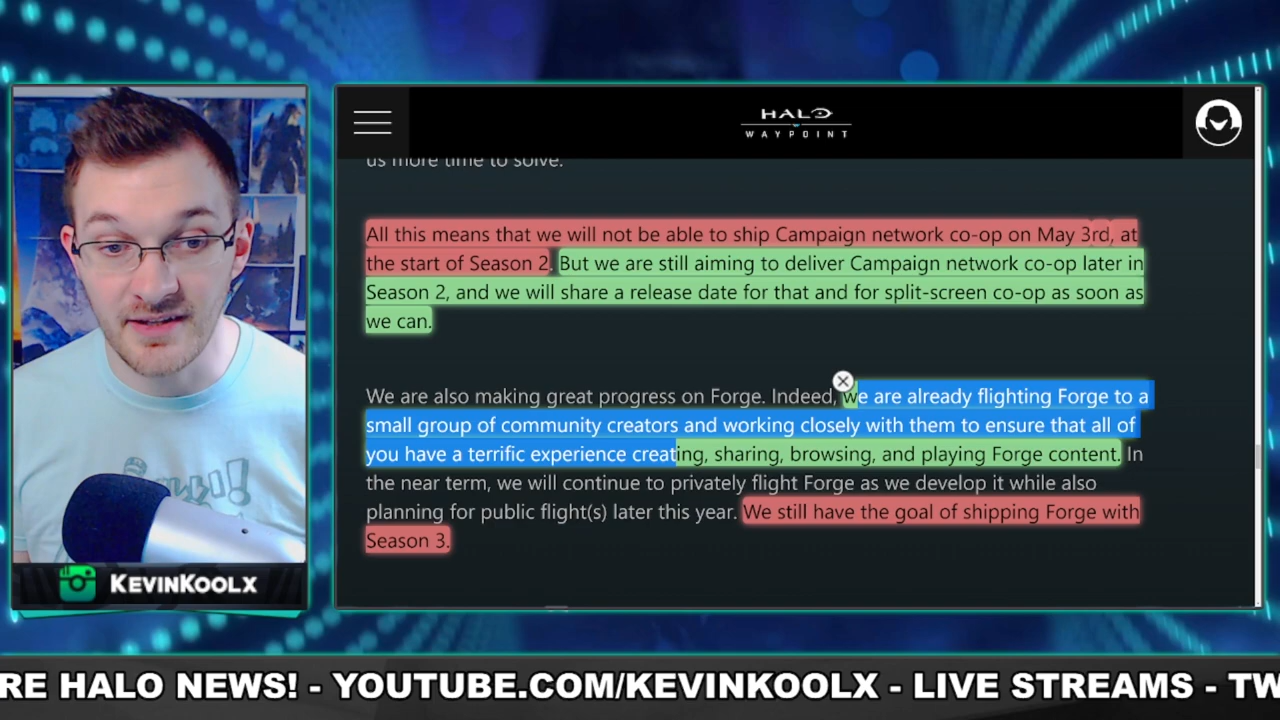 HALO
WAYPOINT
us more time to solve.
All this means that we will not be able to ship Campaign network co-op on May 3rd, at
the start of Season 2. But we are still aiming to deliver Campaign network co-op later in
Season 2, and we will share a release date for that and for split-screen co-op as soon as
we can.
We are also making great progress on Forge. Indeed, we are already flighting Forge to a
small group of community creators and working closely with them to ensure that all of
you have a terrific experience creating, sharing, browsing, and playing Forge content. In
the near term, we will continue to privately flight Forge as we develop it while also
planning for public flight(s) later this year. We still have the goal of shipping Forge with
Season 3.
KEVINKOOLX
RE HALO NEWS! - YOUTUBE.COM/KEVINKOOLX - LIVE STREAMS - TW